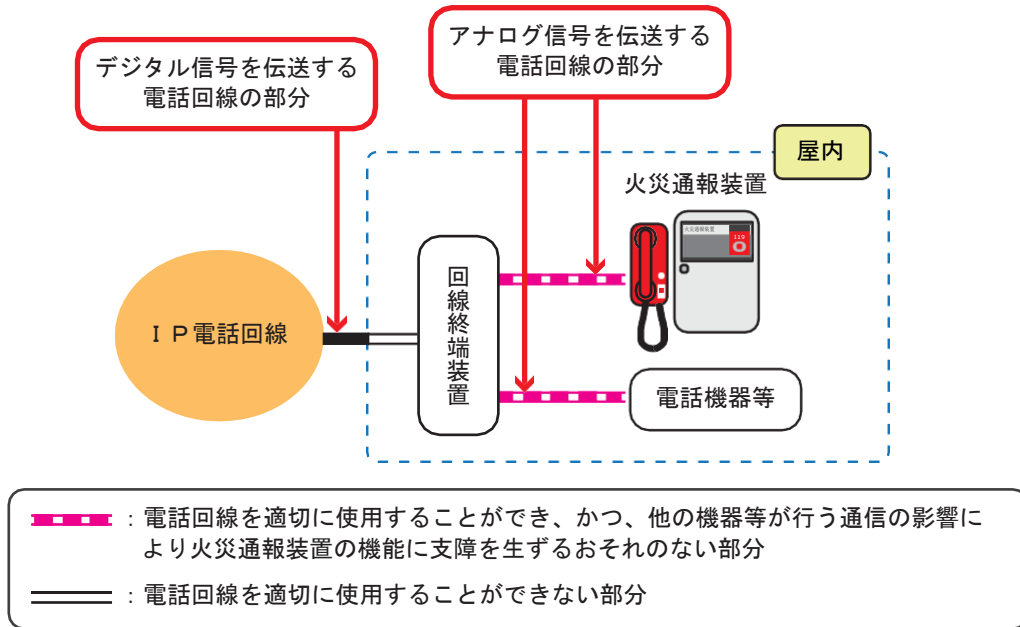 デジタル信号を伝送する
電話回線の部分
アナログ信号を伝送する
電話回線の部分
屋内
火災通報装置
火災通報装置
119
回線終端装置
ＩＰ電話回線
電話機器等
：電話回線を適切に使用することができ、かつ、他の機器等が行う通信の影響に
より火災通報装置の機能に支障を生ずるおそれのない部分
：電話回線を適切に使用することができない部分